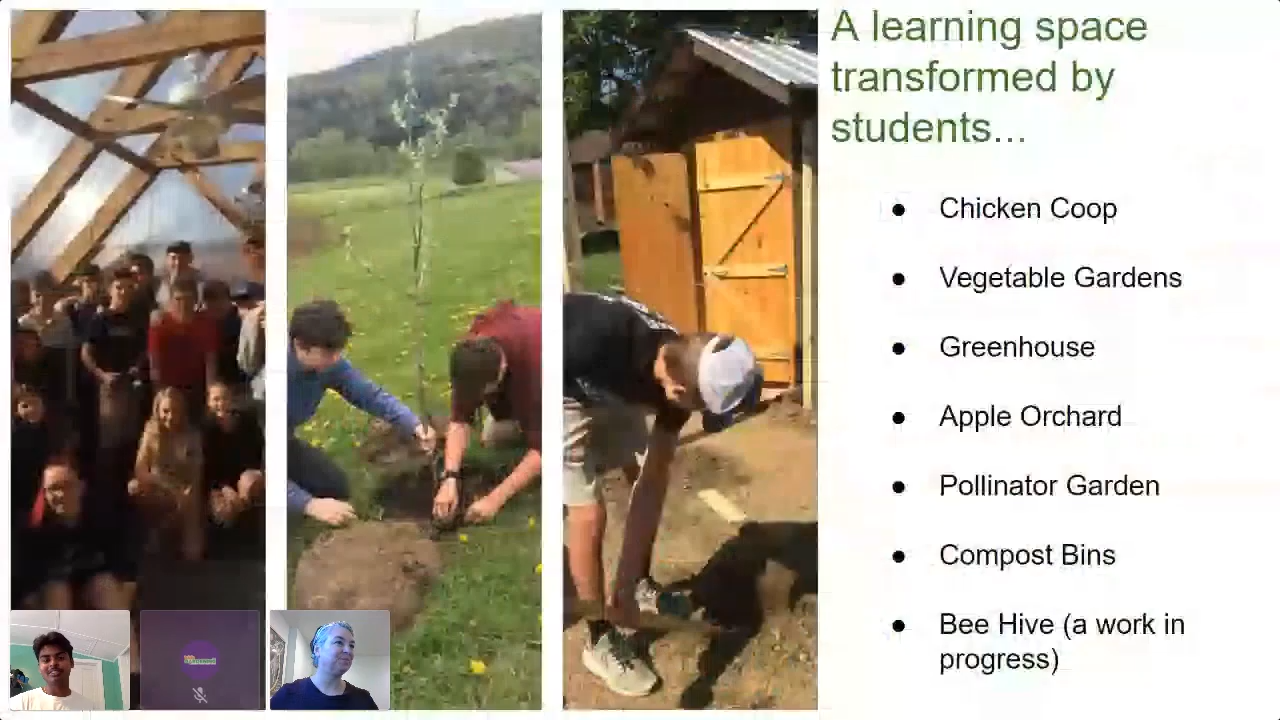 A learning space
transformed by
students...
● Chicken Coop
● Vegetable Gardens
● Greenhouse
● Apple Orchard
● Pollinator Garden
● Compost Bins
● Bee Hive (a work in
progress)